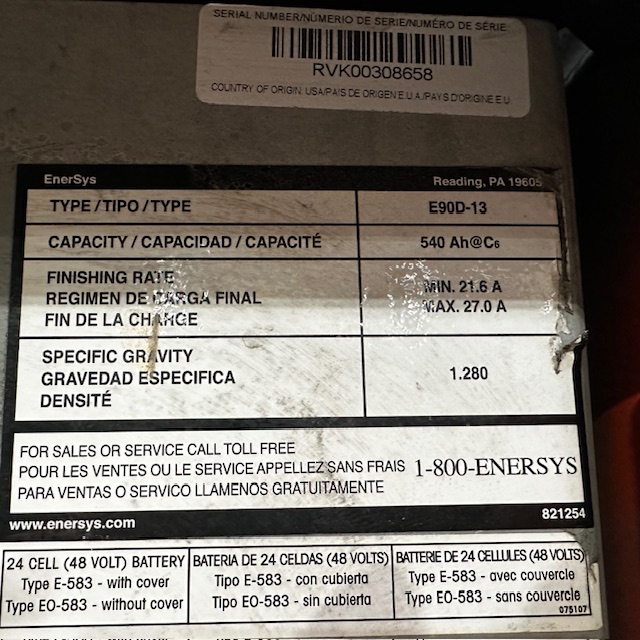 SERIAL NUMBER/NÚMERIO DE SERIE/NUMÉRO DE SÉRIE
RVK00308658
COUNTRY OF ORIGIN: USA/PAIS DE ORIGEN E.U.A./PAYS D'ORIGINE E.U.
EnerSys Reading, PA 19605
TYPE / TIPO / TYPE E90D-13
CAPACITY / CAPACIDAD / CAPACITÉ 540 Ah@C6
FINISHING RATE
REGIMEN DE CARGA FINAL
FIN DE LA CHARGE
MIN. 21.6 A
MAX. 27.0 A
SPECIFIC GRAVITY
GRAVEDAD ESPECIFICA
DENSITÉ
1.280
FOR SALES OR SERVICE CALL TOLL FREE
POUR LES VENTES OU LE SERVICE APPELLEZ SANS FRAIS
PARA VENTAS O SERVICO LLAMENOS GRATUITAMENTE
1-800-ENERSYS
www.enersys.com 821254
24 CELL (48 VOLT) BATTERY
Type E-583 - with cover
Type EO-583 - without cover
BATERIA DE 24 CELDAS (48 VOLTS)
Tipo E-583 - con cubierta
Tipo EO-583 - sin cubierta
BATTERIE DE 24 CELLULES (48 VOLTS)
Type E-583 - avec couvercle
Type EO-583 - sans couvercle
075107